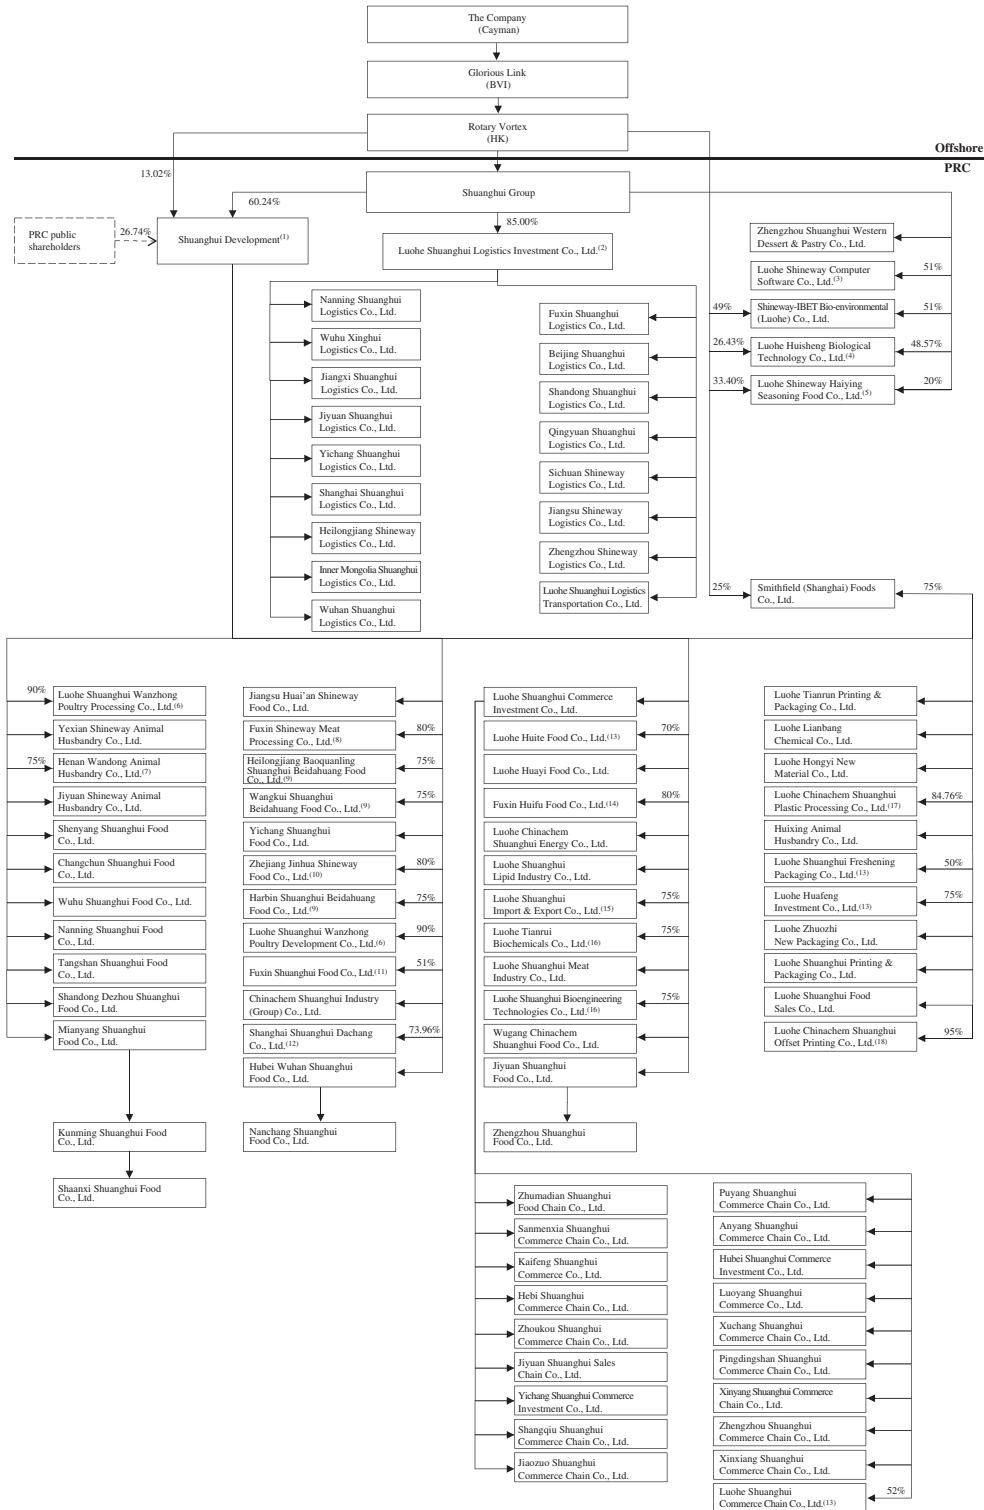 The Company
(Cayman)
Glorious Link
(BVI)
Rotary Vortex
(HK)
Offshore
PRC
13.02%
60.24%
Shuanghui Group
85.00%
PRC public
shareholders
26.74%
Shuanghui Development(1)
Luohe Shuanghui Logistics Investment Co., Ltd.(2)
Zhengzhou Shuanghui Western
Dessert & Pastry Co., Ltd.
Luohe Shineway Computer
Software Co., Ltd.(3)
51%
49%
Shineway-IBET Bio-environmental
(Luohe) Co., Ltd.
51%
26.43%
Luohe Huisheng Biological
Technology Co., Ltd.(4)
48.57%
33.40%
Luohe Shineway Haiying
Seasoning Food Co., Ltd.(5)
20%
Nanning Shuanghui
Logistics Co., Ltd.
Wuhu Xinghui
Logistics Co., Ltd.
Jiangxi Shuanghui
Logistics Co., Ltd.
Jiyuan Shuanghui
Logistics Co., Ltd.
Yichang Shuanghui
Logistics Co., Ltd.
Shanghai Shuanghui
Logistics Co., Ltd.
Heilongjiang Shineway
Logistics Co., Ltd.
Inner Mongolia Shuanghui
Logistics Co., Ltd.
Wuhan Shuanghui
Logistics Co., Ltd.
Fuxin Shuanghui
Logistics Co., Ltd.
Beijing Shuanghui
Logistics Co., Ltd.
Shandong Shuanghui
Logistics Co., Ltd.
Qingyuan Shuanghui
Logistics Co., Ltd.
Sichuan Shineway
Logistics Co., Ltd.
Jiangsu Shineway
Logistics Co., Ltd.
Zhengzhou Shineway
Logistics Co., Ltd.
Luohe Shuanghui Logistics
Transportation Co., Ltd.
25%
Smithfield (Shanghai) Foods
Co., Ltd.
75%
90%
Luohe Shuanghui Wanzhong
Poultry Processing Co., Ltd.(6)
Yexian Shineway Animal
Husbandry Co., Ltd.
75%
Henan Wandong Animal
Husbandry Co., Ltd.(7)
Jiyuan Shineway Animal
Husbandry Co., Ltd.
Shenyang Shuanghui Food
Co., Ltd.
Changchun Shuanghui Food
Co., Ltd.
Wuhu Shuanghui Food Co., Ltd.
Nanning Shuanghui Food
Co., Ltd.
Tangshan Shuanghui Food
Co., Ltd.
Shandong Dezhou Shuanghui
Food Co., Ltd.
Mianyang Shuanghui
Food Co., Ltd.
Kunming Shuanghui Food
Co., Ltd.
Shaanxi Shuanghui Food
Co., Ltd.
Jiangsu Huai'an Shineway
Food Co., Ltd.
Fuxin Shineway Meat
Processing Co., Ltd.(8)
80%
Heilongjiang Baoquanling
Shuanghui Beidahuang Food
Co., Ltd.(9)
75%
Wangkui Shuanghui
Beidahuang Food Co., Ltd.(9)
75%
Yichang Shuanghui
Food Co., Ltd.
Zhejiang Jinhua Shineway
Food Co., Ltd.
(10)
80%
Harbin Shuanghui Beidahuang
Food Co., Ltd.(9)
75%
Luohe Shuanghui Wanzhong
Poultry Development Co., Ltd.(6)
90%
Fuxin Shuanghui Food Co., Ltd.(11)
51%
Chinachem Shuanghui Industry
(Group) Co., Ltd.
Shanghai Shuanghui Dachang
Co., Ltd.(12)
73.96%
Hubei Wuhan Shuanghui
Food Co., Ltd.
Nanchang Shuanghui
Food Co., Ltd.
Luohe Shuanghui Commerce
Investment Co., Ltd.
Luohe Huite Food Co., Ltd.(13)
70%
Luohe Huayi Food Co., Ltd.
Fuxin Huifu Food Co., Ltd.(14)
80%
Luohe Chinachem
Shuanghui Energy Co., Ltd.
Luohe Shuanghui
Lipid Industry Co., Ltd.
Luohe Shuanghui
Import & Export Co., Ltd.(15)
75%
Luohe Tianrui
Biochemicals Co., Ltd.(16)
75%
Luohe Shuanghui Meat
Industry Co., Ltd.
Luohe Shuanghui Bioengineering
Technologies Co., Ltd.(16)
75%
Wugang Chinachem
Shuanghui Food Co., Ltd.
Jiyuan Shuanghui
Food Co., Ltd.
Zhengzhou Shuanghui
Food Co., Ltd.
Luohe Tianrun Printing &
Packaging Co., Ltd.
Luohe Lianbang
Chemical Co., Ltd.
Luohe Hongyi New
Material Co., Ltd.
Luohe Chinachem Shuanghui
Plastic Processing Co., Ltd.(17)
84.76%
Huixing Animal
Husbandry Co., Ltd.
Luohe Shuanghui Freshening
Packaging Co., Ltd.(13)
50%
Luohe Huafeng
Investment Co., Ltd.(13)
75%
Luohe Zhuozhi
New Packaging Co., Ltd.
Luohe Shuanghui Printing &
Packaging Co., Ltd.
Luohe Shuanghui Food
Sales Co., Ltd.
Luohe Chinachem Shuanghui
Offset Printing Co., Ltd.(18)
95%
Zhumadian Shuanghui
Food Chain Co., Ltd.
Sanmenxia Shuanghui
Commerce Chain Co., Ltd.
Kaifeng Shuanghui
Commerce Co., Ltd.
Hebi Shuanghui
Commerce Chain Co., Ltd.
Zhoukou Shuanghui
Commerce Chain Co., Ltd.
Jiyuan Shuanghui Sales
Chain Co., Ltd.
Yichang Shuanghui Commerce
Investment Co., Ltd.
Shangqiu Shuanghui
Commerce Chain Co., Ltd.
Jiaozuo Shuanghui
Commerce Chain Co., Ltd.
Puyang Shuanghui
Commerce Chain Co., Ltd.
Anyang Shuanghui
Commerce Chain Co., Ltd.
Hubei Shuanghui Commerce
Investment Co., Ltd.
Luoyang Shuanghui
Commerce Co., Ltd.
Xuchang Shuanghui
Commerce Chain Co., Ltd.
Pingdingshan Shuanghui
Commerce Chain Co., Ltd.
Xinyang Shuanghui Commerce
Chain Co., Ltd.
Zhengzhou Shuanghui
Commerce Chain Co., Ltd.
Xinxiang Shuanghui
Commerce Chain Co., Ltd.
Luohe Shuanghui
Commerce Chain Co., Ltd.(13)
52%